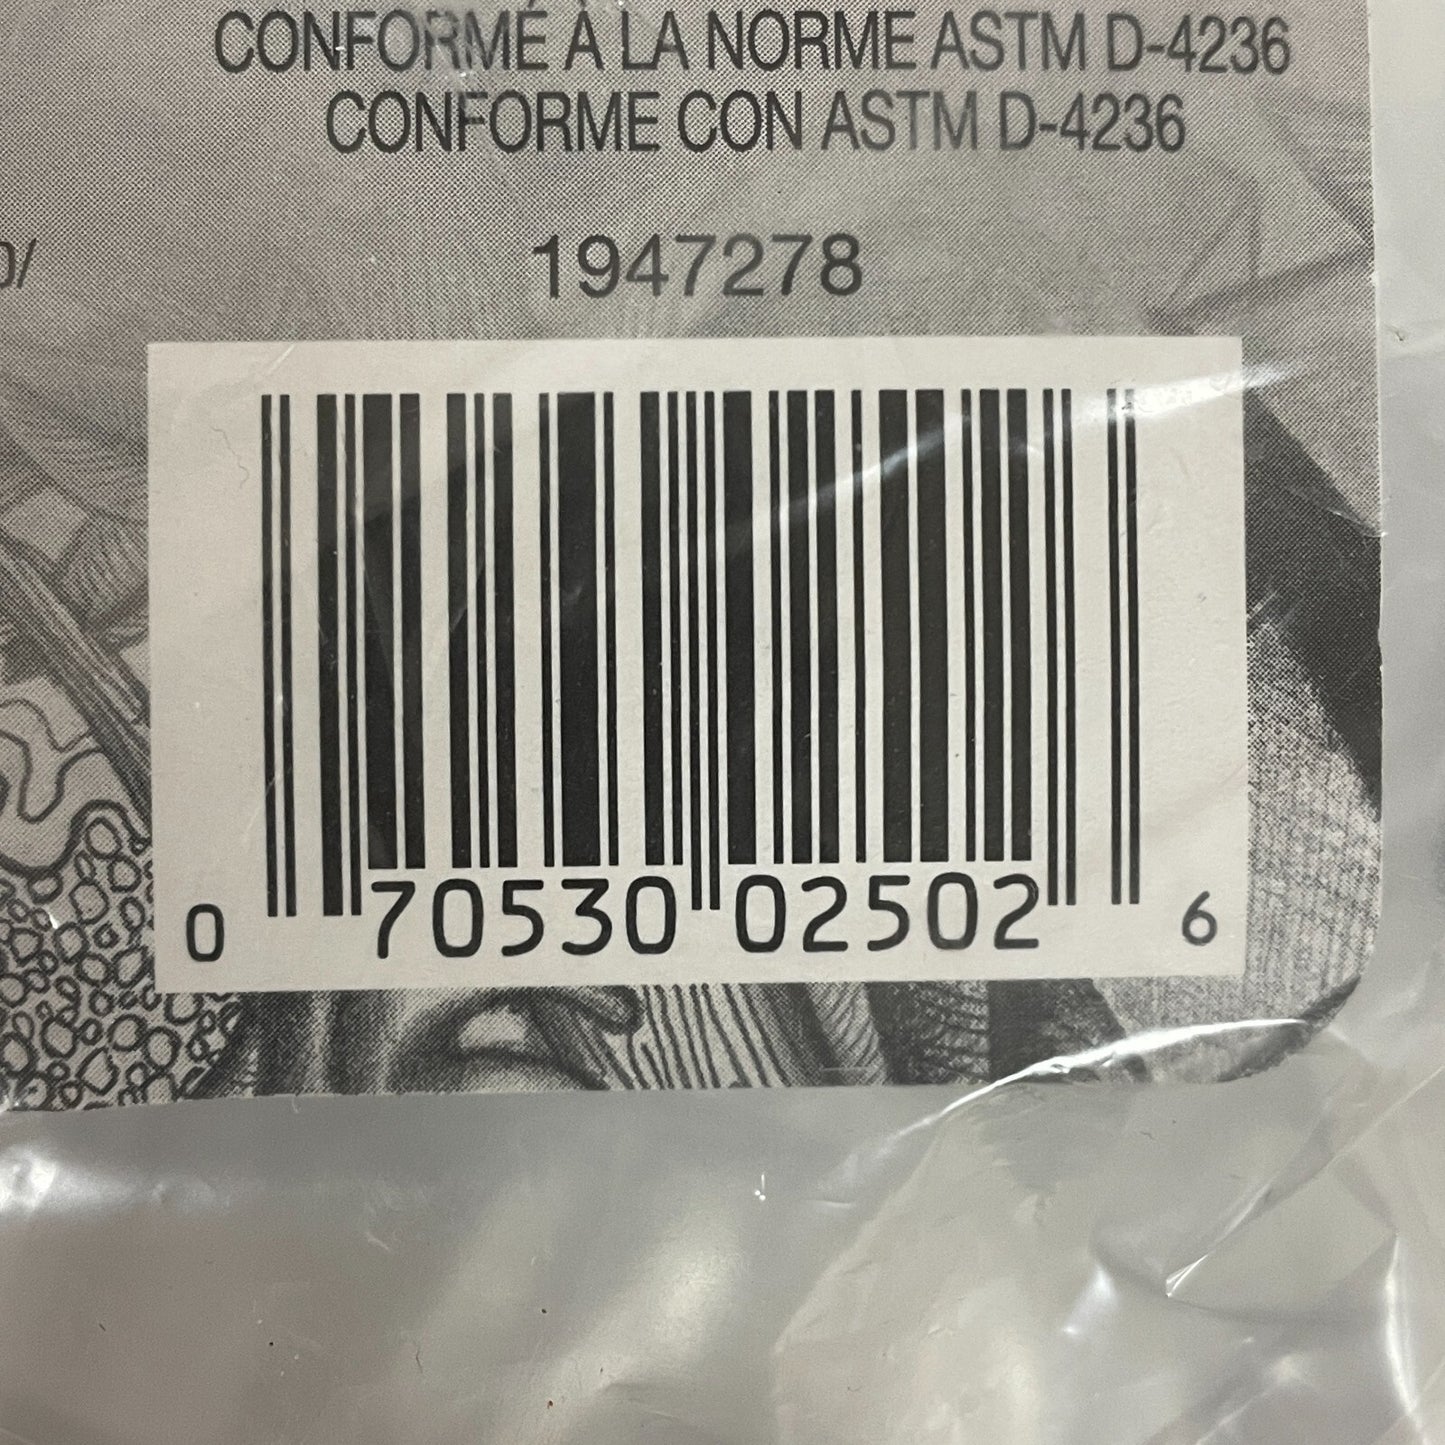 CONFORMÉ À LA NORME ASTM D-4236
CONFORME CON ASTM D-4236
1947278
0 70530 02502 6